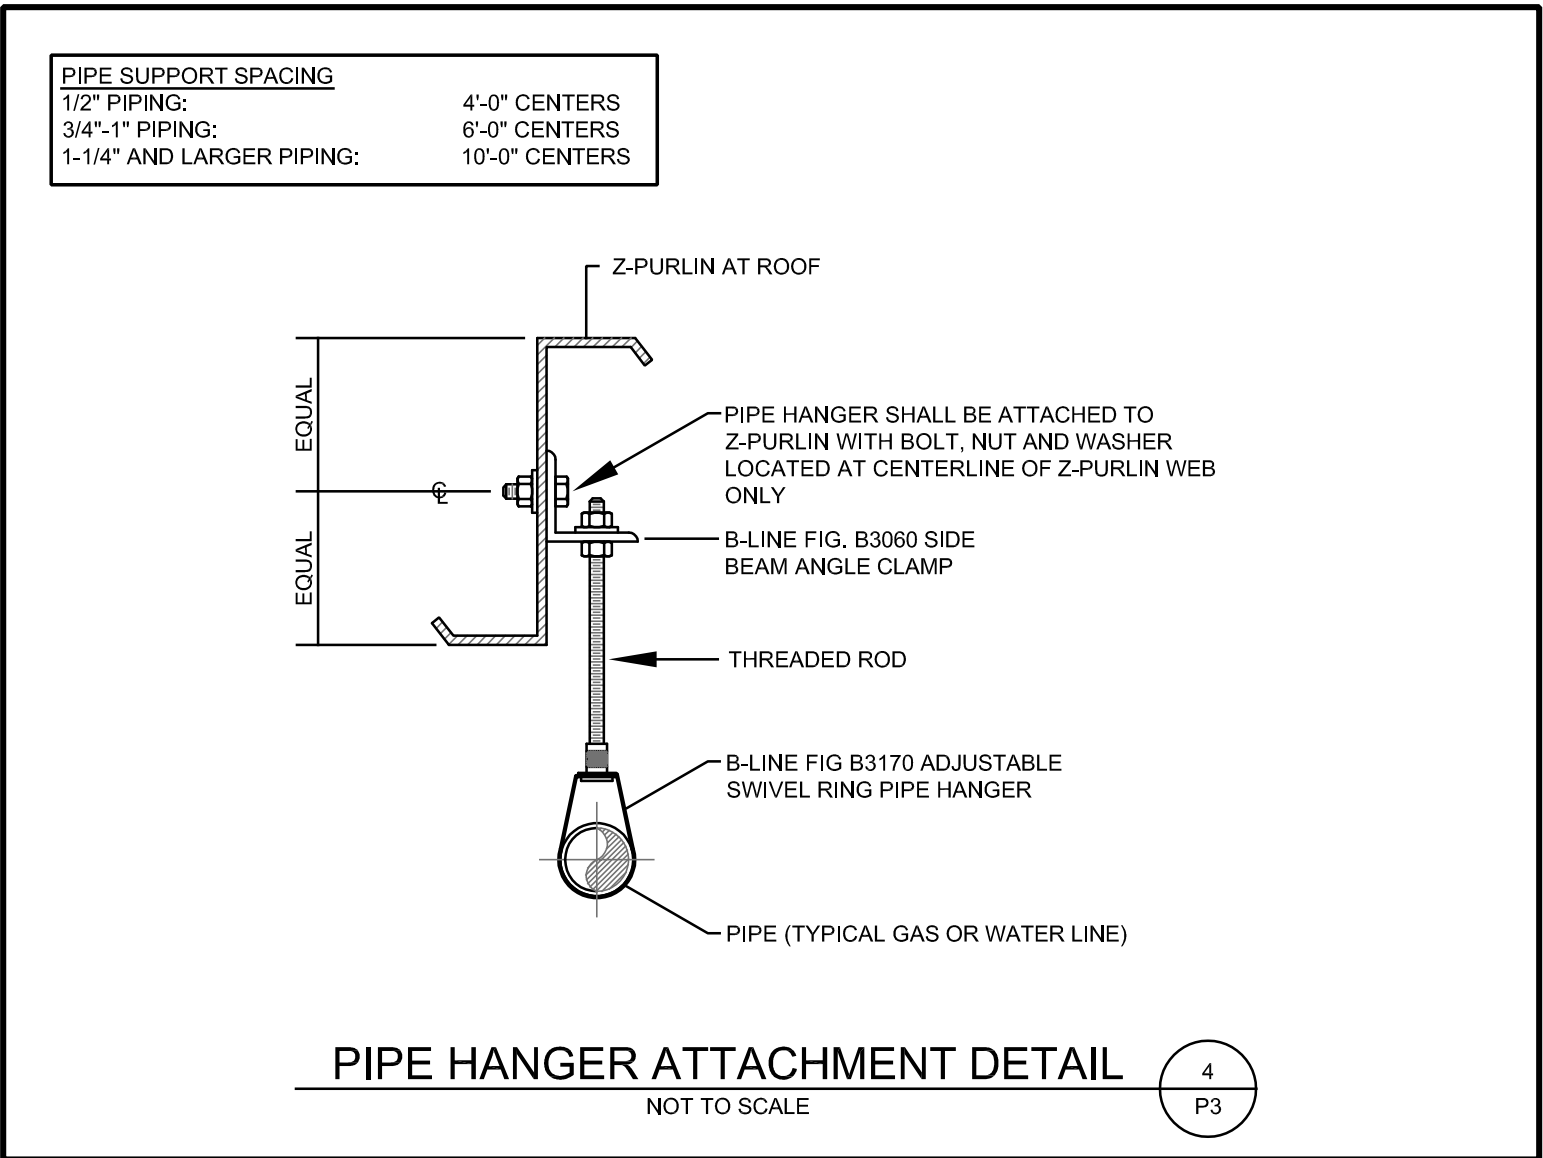 PIPE SUPPORT SPACING
1/2" PIPING: 4'-0" CENTERS
3/4"-1" PIPING: 6'-0" CENTERS
1-1/4" AND LARGER PIPING: 10'-0" CENTERS
Z-PURLIN AT ROOF
EQUAL
PIPE HANGER SHALL BE ATTACHED TO
Z-PURLIN WITH BOLT, NUT AND WASHER
LOCATED AT CENTERLINE OF Z-PURLIN WEB
ONLY
℄
B-LINE FIG. B3060 SIDE
BEAM ANGLE CLAMP
EQUAL
THREADED ROD
B-LINE FIG B3170 ADJUSTABLE
SWIVEL RING PIPE HANGER
PIPE (TYPICAL GAS OR WATER LINE)
PIPE HANGER ATTACHMENT DETAIL
NOT TO SCALE
4
P3